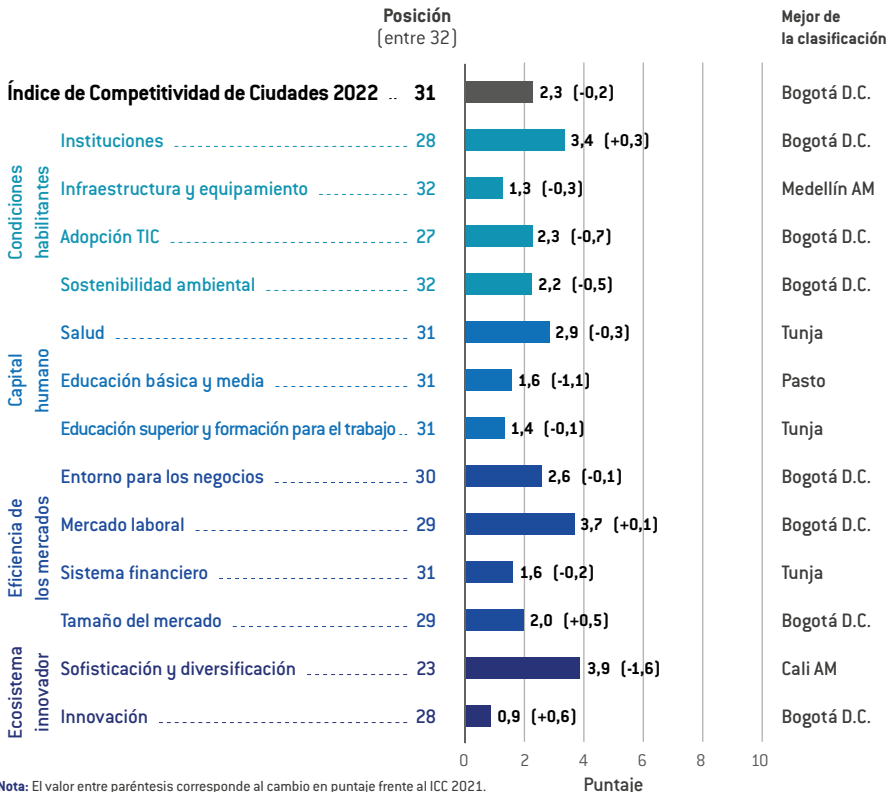 Posición
(entre 32)
Mejor de
la clasificación
Índice de Competitividad de Ciudades 2022 .. 31 2,3 (-0,2) Bogotá D.C.
Condiciones
habilitantes
Instituciones 28 3,4 (+0,3) Bogotá D.C.
Infraestructura y equipamiento 32 1,3 (-0,3) Medellín AM
Adopción TIC 27 2,3 (-0,7) Bogotá D.C.
Sostenibilidad ambiental 32 2,2 (-0,5) Bogotá D.C.
Capital
humano
Salud 31 2,9 (-0,3) Tunja
Educación básica y media 31 1,6 (-1,1) Pasto
Educación superior y formación para el trabajo .. 31 1,4 (-0,1) Tunja
Eficiencia de
los mercados
Entorno para los negocios 30 2,6 (-0,1) Bogotá D.C.
Mercado laboral 29 3,7 (+0,1) Bogotá D.C.
Sistema financiero 31 1,6 (-0,2) Tunja
Tamaño del mercado 29 2,0 (+0,5) Bogotá D.C.
Ecosistema
innovador
Sofisticación y diversificación 23 3,9 (-1,6) Cali AM
Innovación 28 0,9 (+0,6) Bogotá D.C.
0 2 4 6 8 10
Puntaje
Nota: El valor entre paréntesis corresponde al cambio en puntaje frente al ICC 2021.